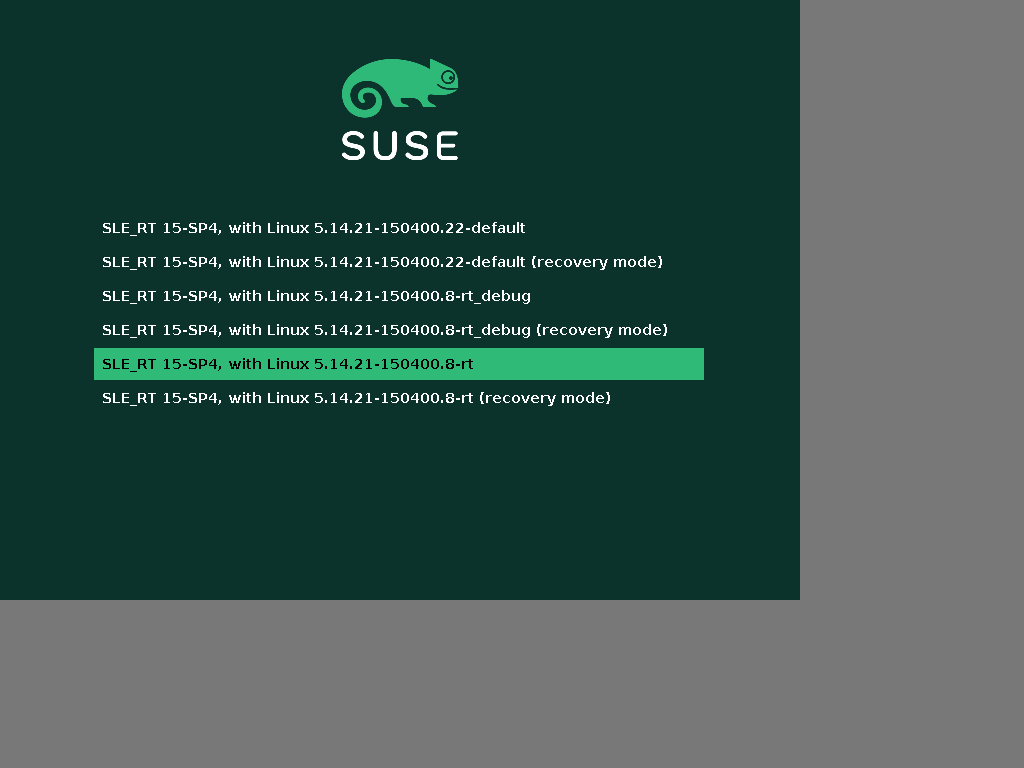 SUSE
SLE_RT 15-SP4, with Linux 5.14.21-150400.22-default
SLE_RT 15-SP4, with Linux 5.14.21-150400.22-default (recovery mode)
SLE_RT 15-SP4, with Linux 5.14.21-150400.8-rt_debug
SLE_RT 15-SP4, with Linux 5.14.21-150400.8-rt_debug (recovery mode)
SLE_RT 15-SP4, with Linux 5.14.21-150400.8-rt
SLE_RT 15-SP4, with Linux 5.14.21-150400.8-rt (recovery mode)